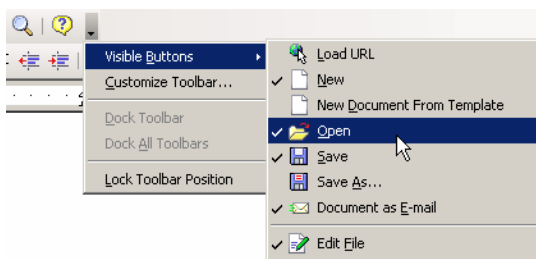 Visible Buttons
Customize Toolbar...
Dock Toolbar
Dock All Toolbars
Lock Toolbar Position
Load URL
New
New Document From Template
Open
Save
Save As...
Document as E-mail
Edit File